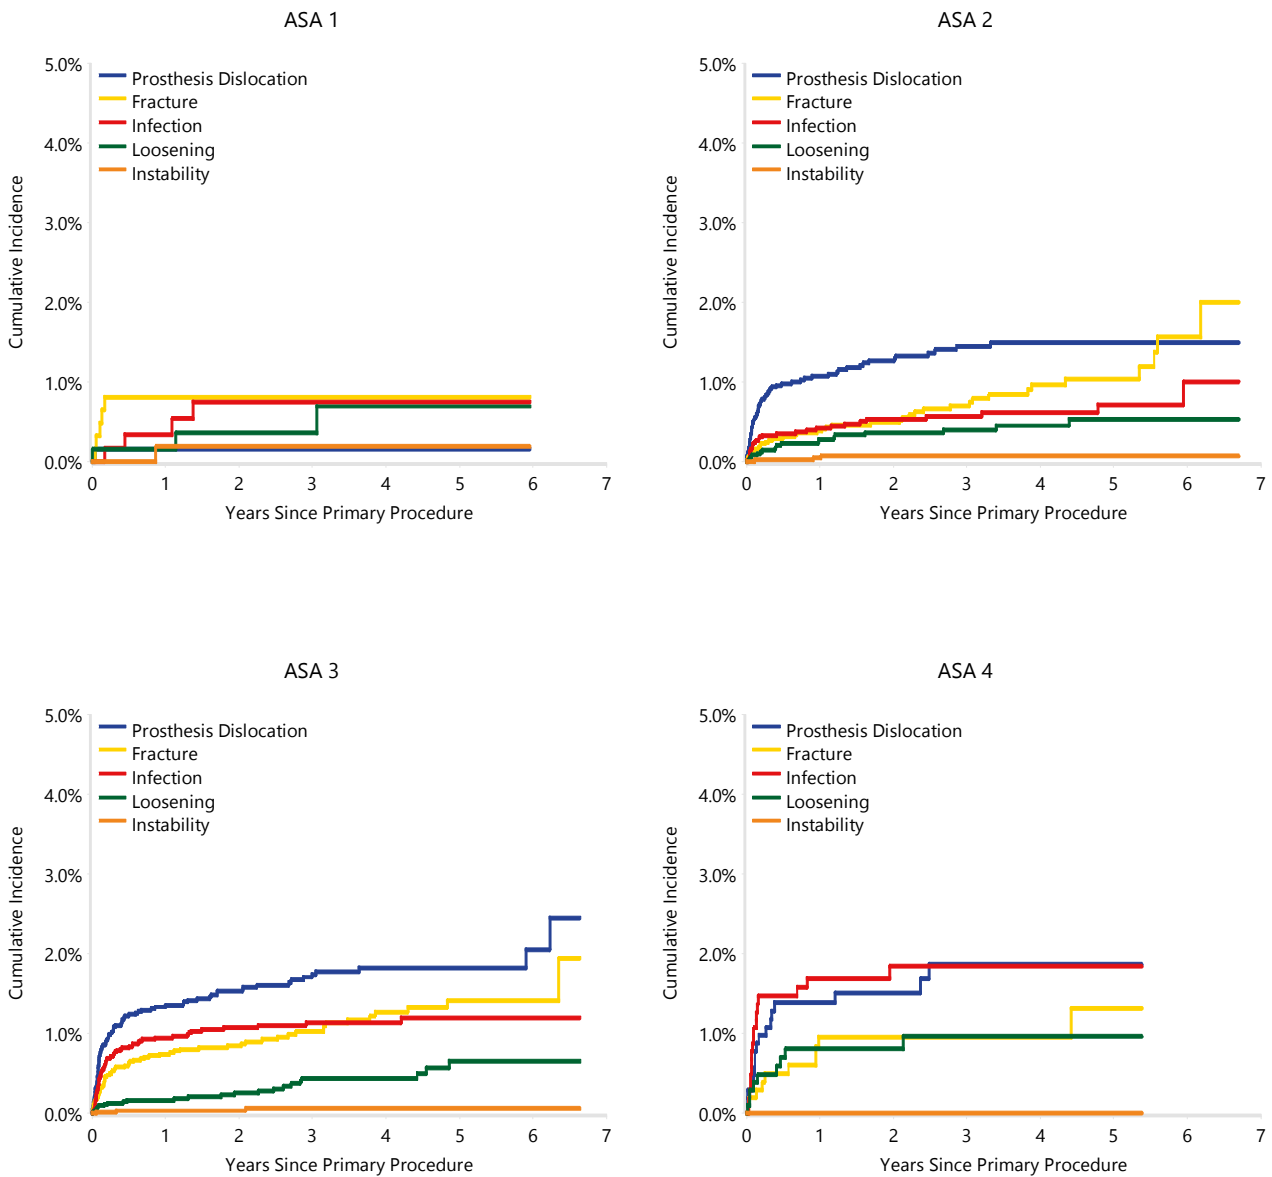 ASA 1
5.0%
4.0%
3.0%
2.0%
1.0%
0.0%
Cumulative Incidence
Prosthesis Dislocation
Fracture
Infection
Loosening
Instability
0 1 2 3 4 5 6 7
Years Since Primary Procedure
ASA 2
5.0%
4.0%
3.0%
2.0%
1.0%
0.0%
Cumulative Incidence
Prosthesis Dislocation
Fracture
Infection
Loosening
Instability
0 1 2 3 4 5 6 7
Years Since Primary Procedure
ASA 3
5.0%
4.0%
3.0%
2.0%
1.0%
0.0%
Cumulative Incidence
Prosthesis Dislocation
Fracture
Infection
Loosening
Instability
0 1 2 3 4 5 6 7
Years Since Primary Procedure
ASA 4
5.0%
4.0%
3.0%
2.0%
1.0%
0.0%
Cumulative Incidence
Prosthesis Dislocation
Fracture
Infection
Loosening
Instability
0 1 2 3 4 5 6 7
Years Since Primary Procedure